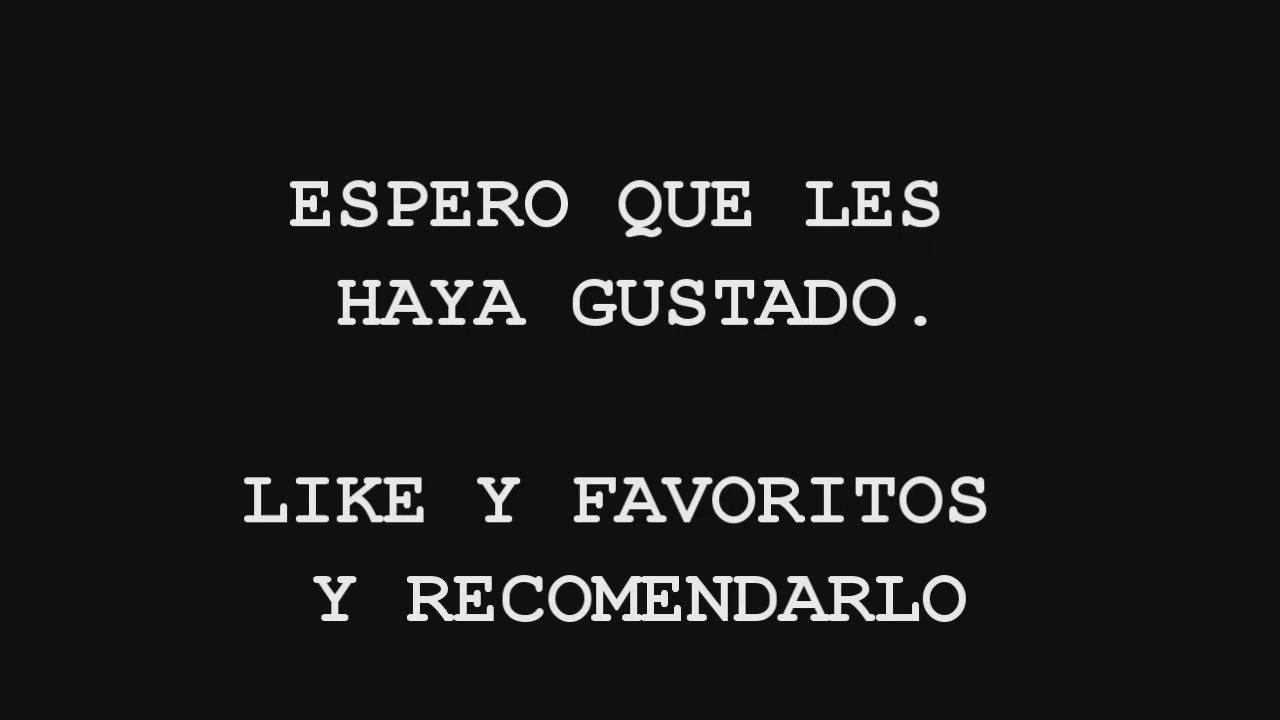 ESPERO QUE LES
HAYA GUSTADO.
LIKE Y FAVORITOS
Y RECOMENDARLO